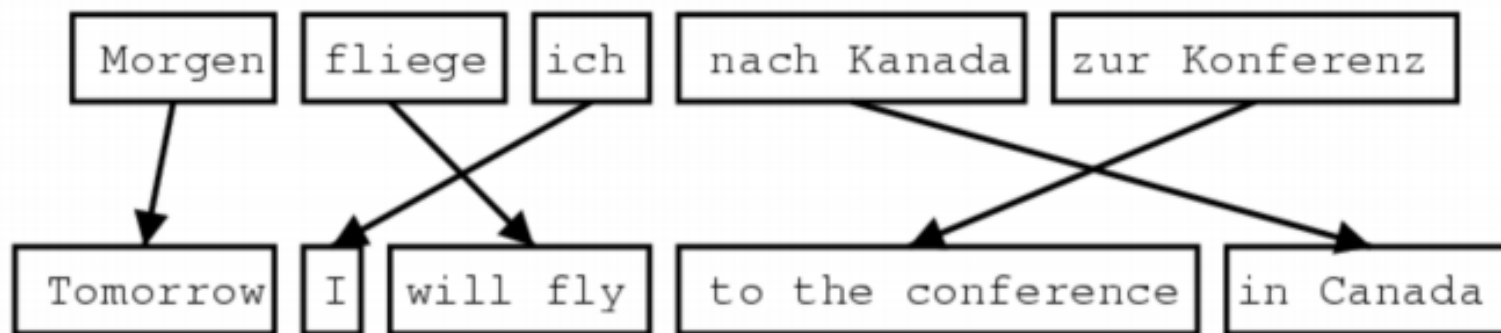 Morgen fliege ich nach Kanada zur Konferenz
Tomorrow I will fly to the conference in Canada